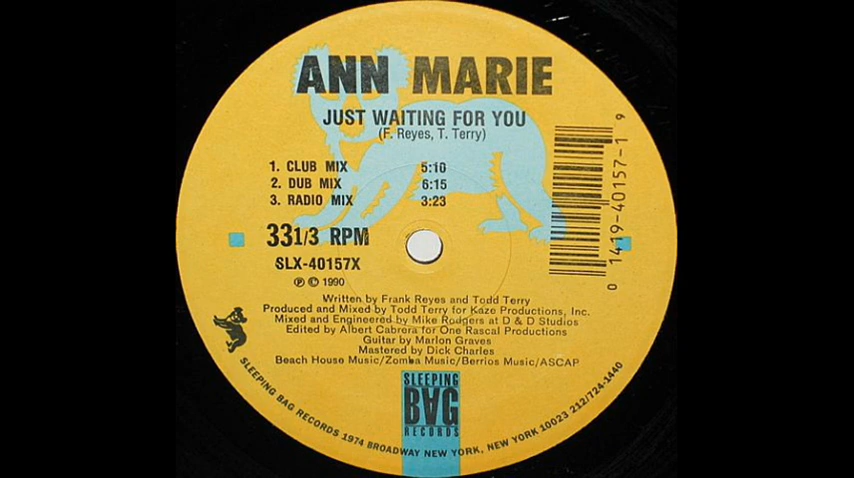 ANN MARIE
JUST WAITING FOR YOU
(F. Reyes, T. Terry)
1. CLUB MIX 5:10
2. DUB MIX 6:15
3. RADIO MIX 3:23
33 1/3 RPM
SLX-40157X
Ⓟ © 1990
0 1419-40157-1 9
Written by Frank Reyes and Todd Terry
Produced and Mixed by Todd Terry for Kaze Productions, Inc.
Mixed and Engineered by Mike Rodgers at D & D Studios
Edited by Albert Cabrera for One Rascal Productions
Guitar by Marlon Graves
Mastered by Dick Charles
Beach House Music/Zomba Music/Berrios Music/ASCAP
SLEEPING
BAG
RECORDS
SLEEPING BAG RECORDS 1974 BROADWAY NEW YORK, NEW YORK 10023 212/724-1440